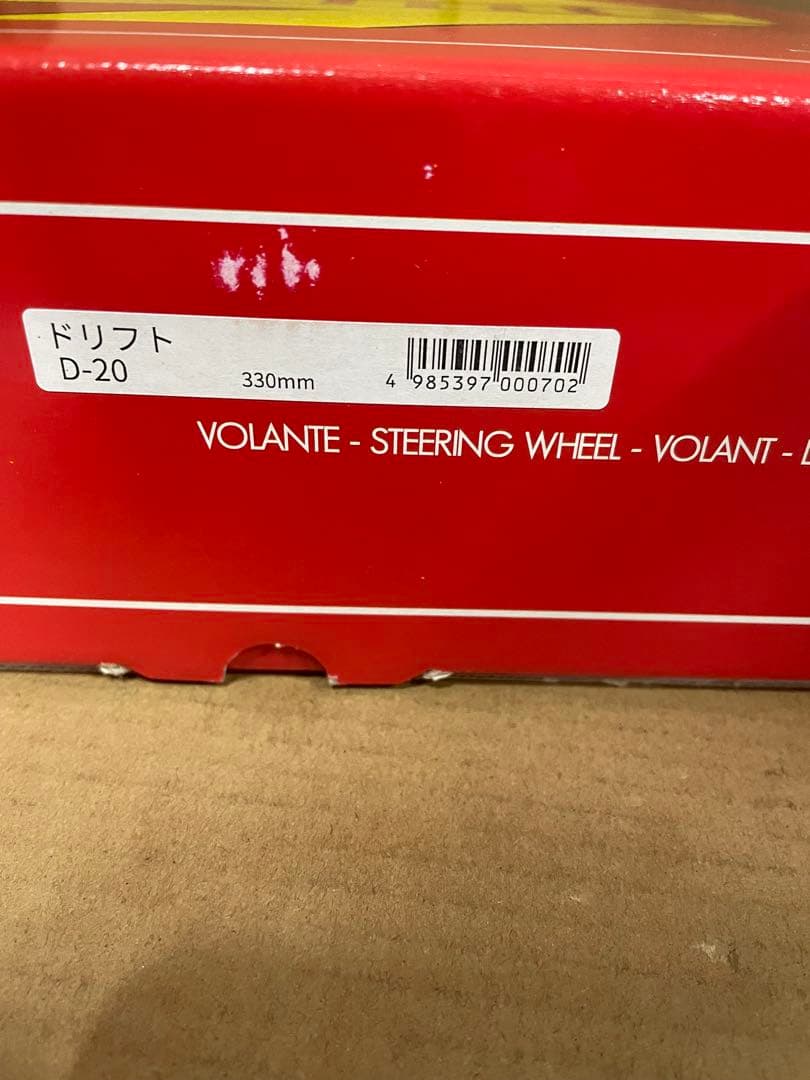 ドリフト
D-20
330mm
4 985397 000702
VOLANTE - STEERING WHEEL - VOLANT -